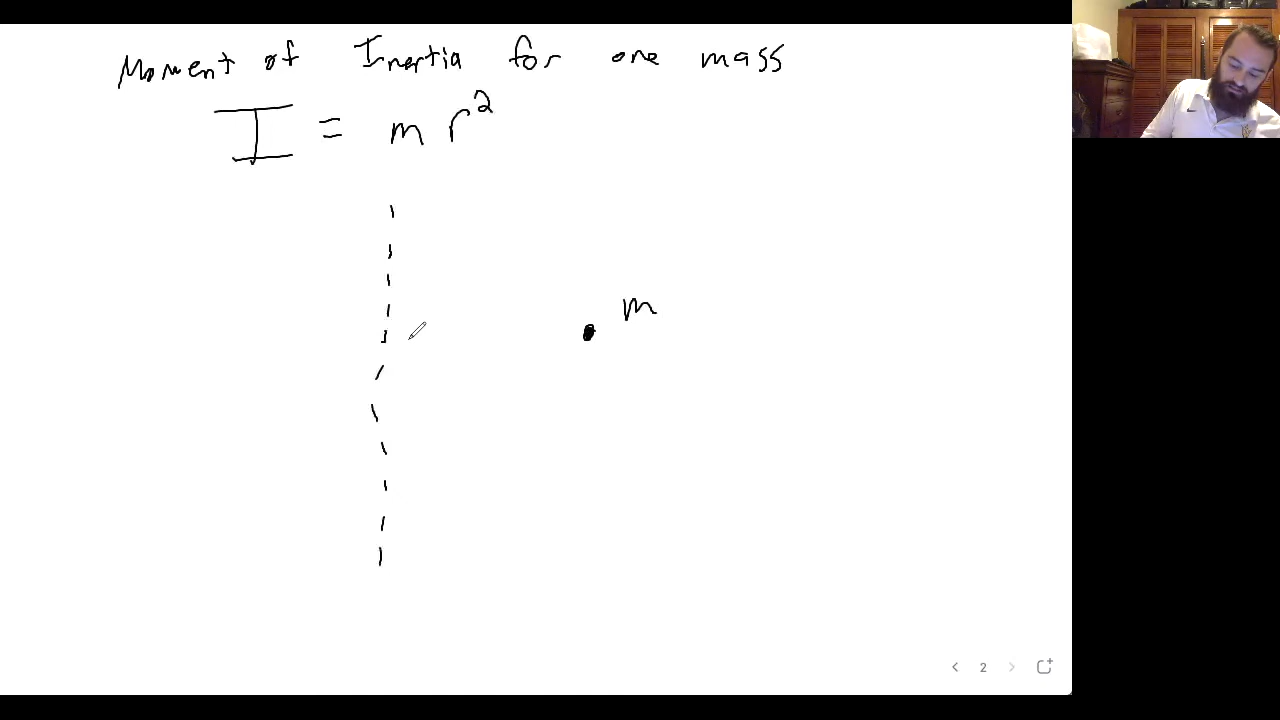 Moment of Inertia for one mass
I = m r²
m
2